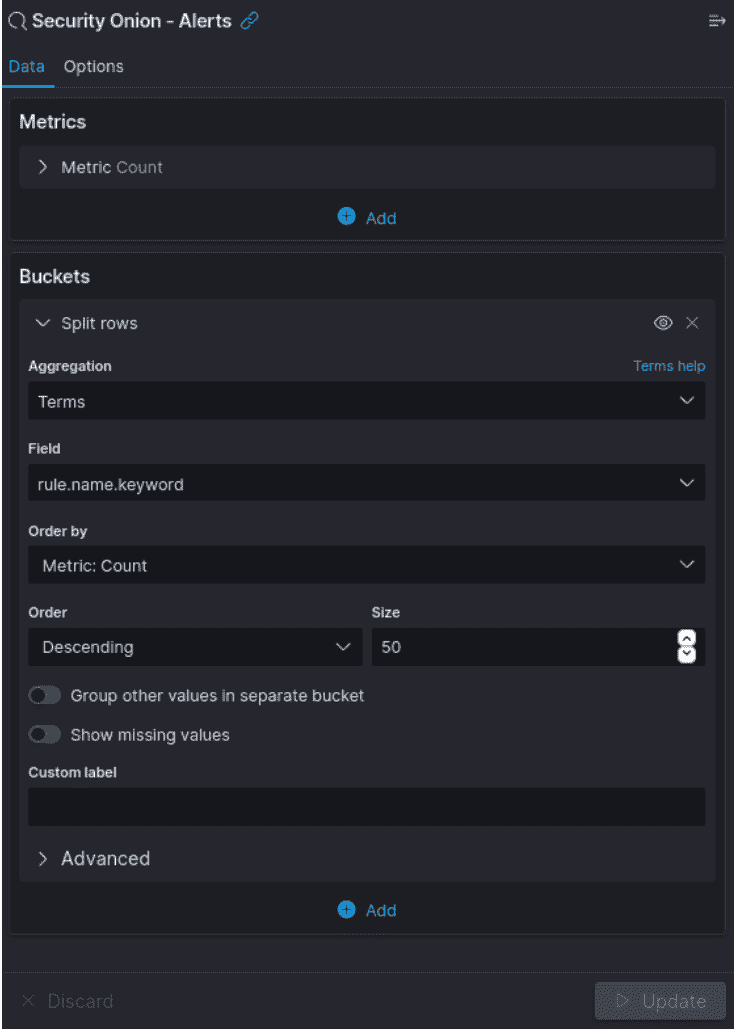 Security Onion - Alerts
Data Options
Metrics
Metric Count
Add
Buckets
Split rows
Aggregation Terms help
Terms
Field
rule.name.keyword
Order by
Metric: Count
Order Size
Descending 50
Group other values in separate bucket
Show missing values
Custom label
Advanced
Add
Discard Update